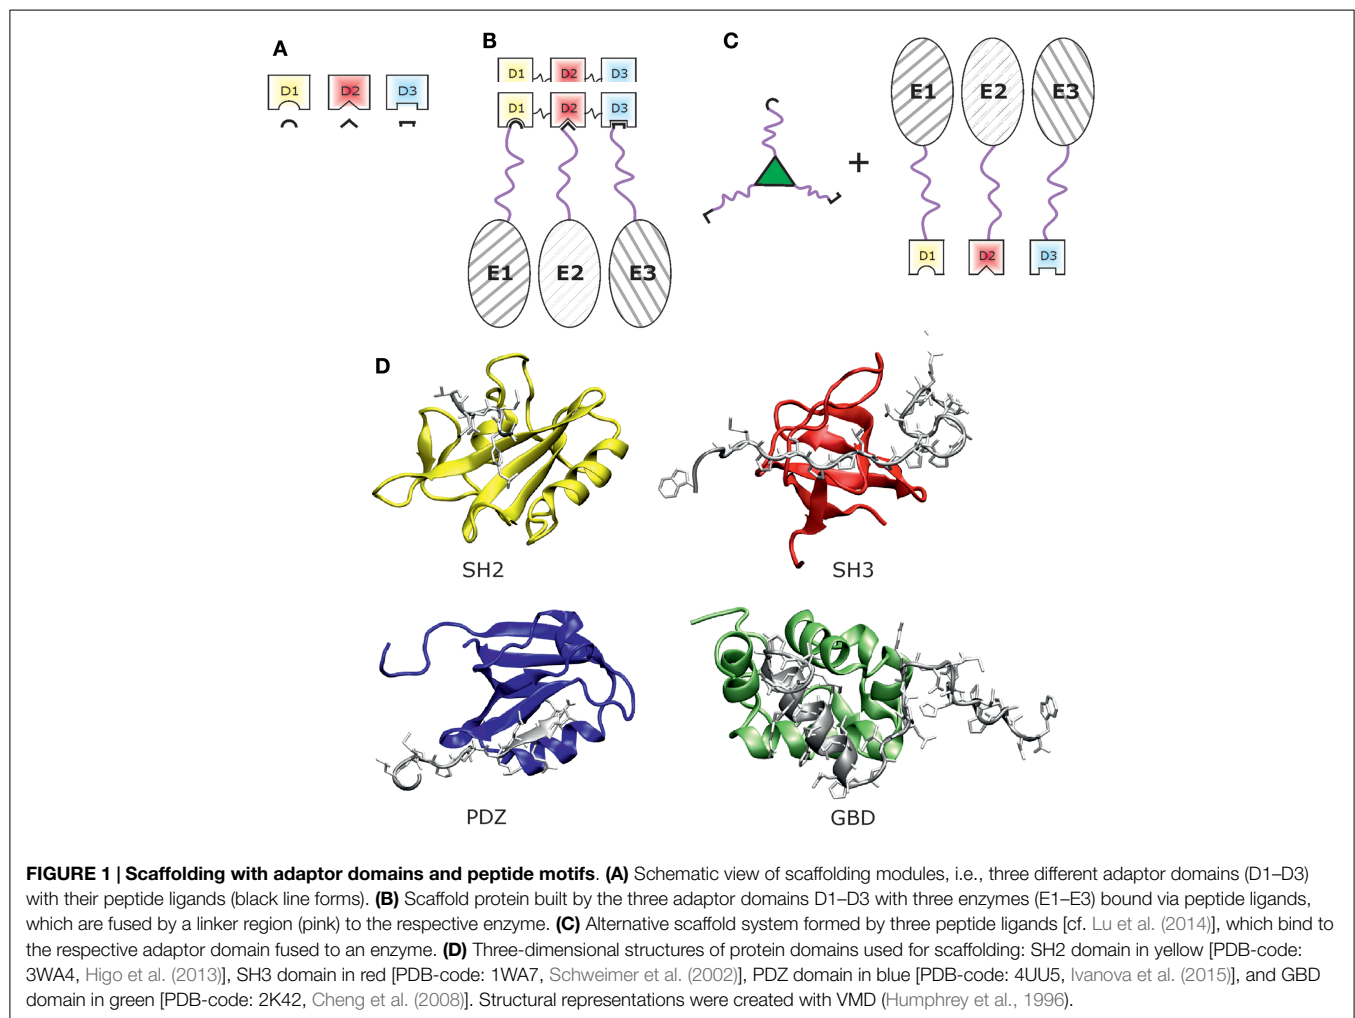 A
B
C
D1
D2
D3
D1
D2
D3
D1
D2
D3
E1
E2
E3
+
E1
E2
E3
D1
D2
D3
D
SH2
SH3
PDZ
GBD
FIGURE 1 | Scaffolding with adaptor domains and peptide motifs. (A) Schematic view of scaffolding modules, i.e., three different adaptor domains (D1–D3)
with their peptide ligands (black line forms). (B) Scaffold protein built by the three adaptor domains D1–D3 with three enzymes (E1–E3) bound via peptide ligands,
which are fused by a linker region (pink) to the respective enzyme. (C) Alternative scaffold system formed by three peptide ligands [cf. Lu et al. (2014)], which bind to
the respective adaptor domain fused to an enzyme. (D) Three-dimensional structures of protein domains used for scaffolding: SH2 domain in yellow [PDB-code:
3WA4, Higo et al. (2013)], SH3 domain in red [PDB-code: 1WA7, Schweimer et al. (2002)], PDZ domain in blue [PDB-code: 4UU5, Ivanova et al. (2015)], and GBD
domain in green [PDB-code: 2K42, Cheng et al. (2008)]. Structural representations were created with VMD (Humphrey et al., 1996).